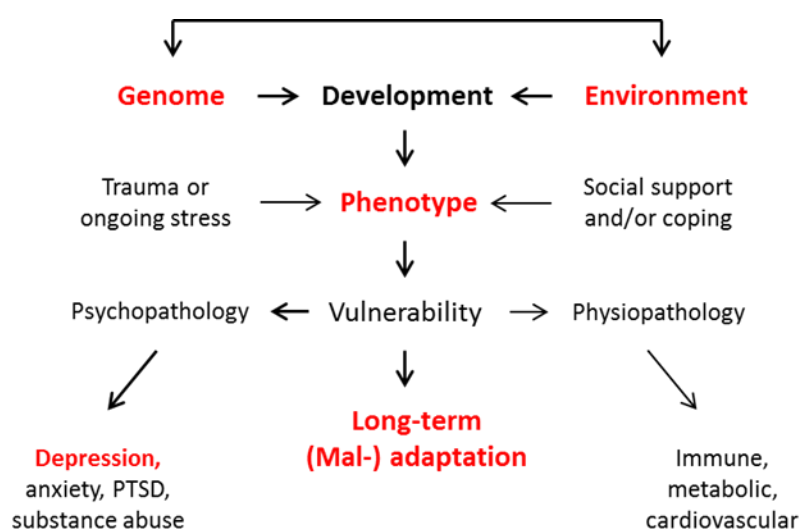 Genome Development Environment
Trauma or
ongoing stress
Phenotype
Social support
and/or coping
Psychopathology Vulnerability Physiopathology
Long-term
(Mal-) adaptation
Depression,
anxiety, PTSD,
substance abuse
Immune,
metabolic,
cardiovascular